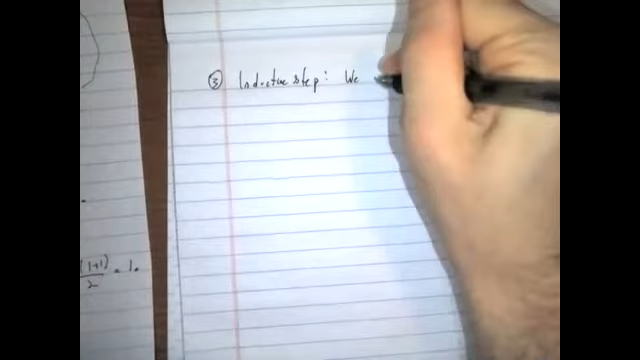 (1+1)/2 = 1.
③ Inductive step: We